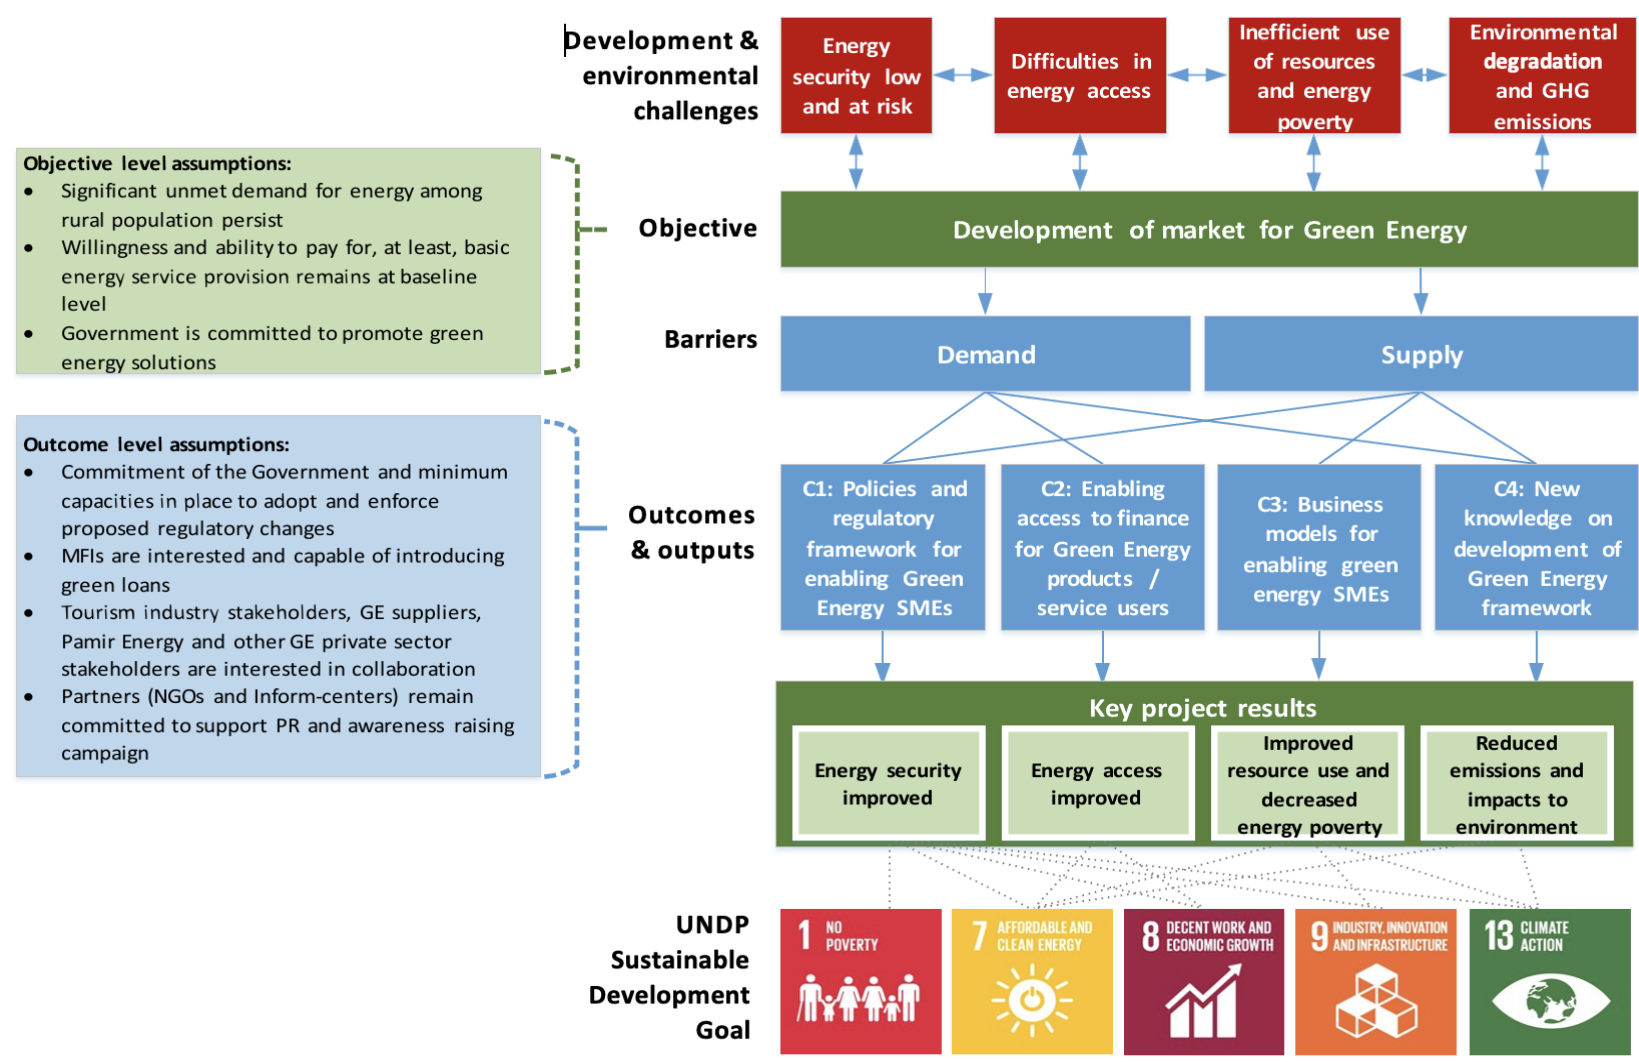 Development &
environmental
challenges
Energy
security low
and at risk
Difficulties in
energy access
Inefficient use
of resources
and energy
poverty
Environmental
degradation
and GHG
emissions
Objective level assumptions:
• Significant unmet demand for energy among
rural population persist
• Willingness and ability to pay for, at least, basic
energy service provision remains at baseline
level
• Government is committed to promote green
energy solutions
Objective
Development of market for Green Energy
Barriers
Demand
Supply
Outcome level assumptions:
• Commitment of the Government and minimum
capacities in place to adopt and enforce
proposed regulatory changes
• MFIs are interested and capable of introducing
green loans
• Tourism industry stakeholders, GE suppliers,
Pamir Energy and other GE private sector
stakeholders are interested in collaboration
• Partners (NGOs and Inform-centers) remain
committed to support PR and awareness raising
campaign
Outcomes
& outputs
C1: Policies and
regulatory
framework for
enabling Green
Energy SMEs
C2: Enabling
access to finance
for Green Energy
products /
service users
C3: Business
models for
enabling green
energy SMEs
C4: New
knowledge on
development of
Green Energy
framework
Key project results
Energy security
improved
Energy access
improved
Improved
resource use and
decreased
energy poverty
Reduced
emissions and
impacts to
environment
UNDP
Sustainable
Development
Goal
1 NO
POVERTY
7 AFFORDABLE AND
CLEAN ENERGY
8 DECENT WORK AND
ECONOMIC GROWTH
9 INDUSTRY, INNOVATION
AND INFRASTRUCTURE
13 CLIMATE
ACTION